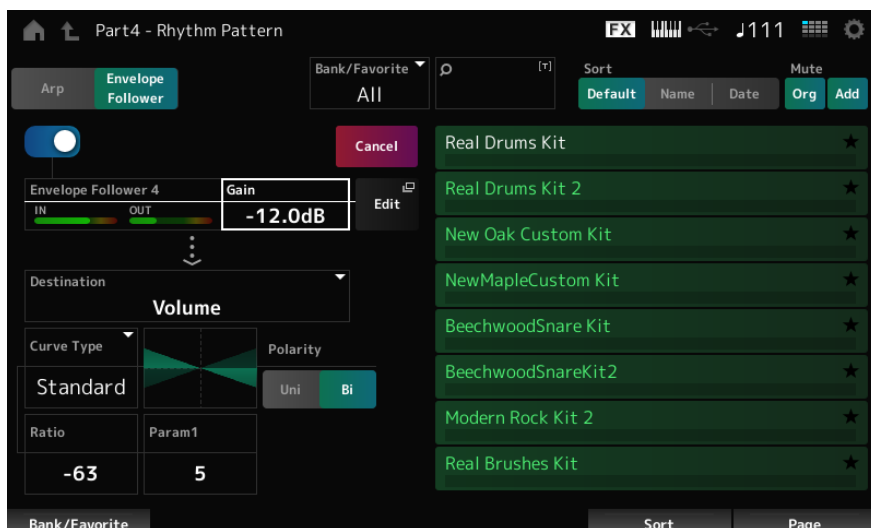 Part4 - Rhythm Pattern
FX
♩111
Arp
Envelope
Follower
Bank/Favorite
All
[T]
Sort
Default
Name
Date
Mute
Org
Add
Cancel
Envelope Follower 4
IN
OUT
Gain
-12.0dB
Edit
Destination
Volume
Curve Type
Standard
Polarity
Uni
Bi
Ratio
-63
Param1
5
Real Drums Kit
Real Drums Kit 2
New Oak Custom Kit
NewMapleCustom Kit
BeechwoodSnare Kit
BeechwoodSnareKit2
Modern Rock Kit 2
Real Brushes Kit
Bank/Favorite
Sort
Page